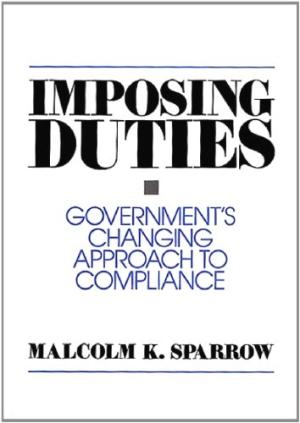 IMPOSING
DUTIES
GOVERNMENT'S
CHANGING
APPROACH TO
COMPLIANCE
MALCOLM K. SPARROW